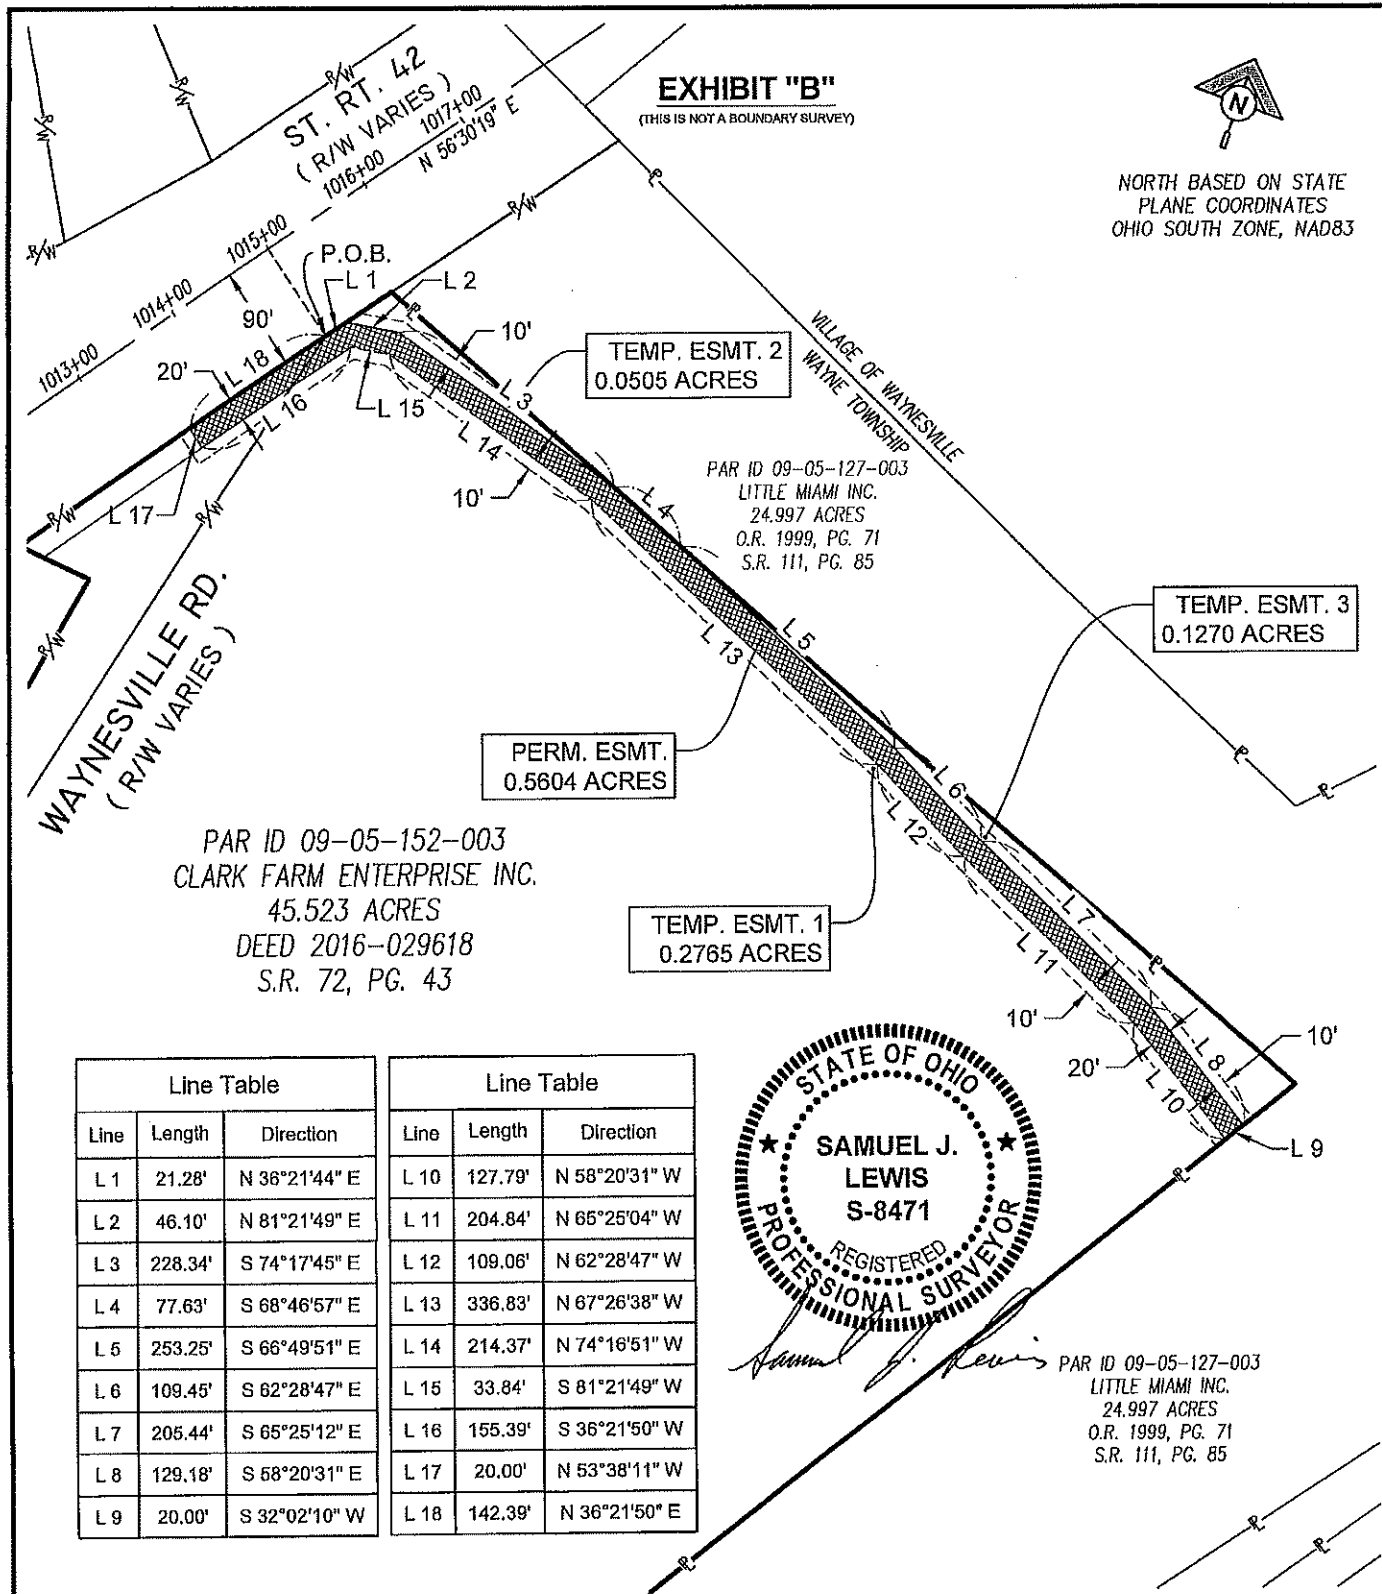 EXHIBIT "B"
(THIS IS NOT A BOUNDARY SURVEY)
N
NORTH BASED ON STATE
PLANE COORDINATES
OHIO SOUTH ZONE, NAD83
R/W
R/W
R/W
R/W
R/W
ST. RT. 42
( R/W VARIES )
1013+00
1014+00
1015+00
1016+00
1017+00
N 56°30'19" E
P.O.B.
L 1
L 2
90'
20'
L 18
L 16
L 17
L 15
L 14
10'
L 3
10'
TEMP. ESMT. 2
0.0505 ACRES
PL
PL
VILLAGE OF WAYNESVILLE
WAYNE TOWNSHIP
PAR ID 09-05-127-003
LITTLE MIAMI INC.
24.997 ACRES
O.R. 1999, PG. 71
S.R. 111, PG. 85
L 4
L 5
L 13
R/W
R/W
R/W
WAYNESVILLE RD.
( R/W VARIES )
TEMP. ESMT. 3
0.1270 ACRES
PERM. ESMT.
0.5604 ACRES
PL
PL
L 6
L 12
PAR ID 09-05-152-003
CLARK FARM ENTERPRISE INC.
45.523 ACRES
DEED 2016-029618
S.R. 72, PG. 43
TEMP. ESMT. 1
0.2765 ACRES
L 7
L 11
PL
10'
20'
L 8
10'
L 10
L 9
PL
Line Table
Line Length Direction
L 1 21.28' N 36°21'44" E
L 2 46.10' N 81°21'49" E
L 3 228.34' S 74°17'45" E
L 4 77.63' S 68°46'57" E
L 5 253.25' S 66°49'51" E
L 6 109.45' S 62°28'47" E
L 7 205.44' S 65°25'12" E
L 8 129.18' S 58°20'31" E
L 9 20.00' S 32°02'10" W
Line Table
Line Length Direction
L 10 127.79' N 58°20'31" W
L 11 204.84' N 65°25'04" W
L 12 109.06' N 62°28'47" W
L 13 336.83' N 67°26'38" W
L 14 214.37' N 74°16'51" W
L 15 33.84' S 81°21'49" W
L 16 155.39' S 36°21'50" W
L 17 20.00' N 53°38'11" W
L 18 142.39' N 36°21'50" E
STATE OF OHIO
SAMUEL J.
LEWIS
S-8471
REGISTERED
PROFESSIONAL SURVEYOR
Samuel J. Lewis
PAR ID 09-05-127-003
LITTLE MIAMI INC.
24.997 ACRES
O.R. 1999, PG. 71
S.R. 111, PG. 85
PL
PL
PL